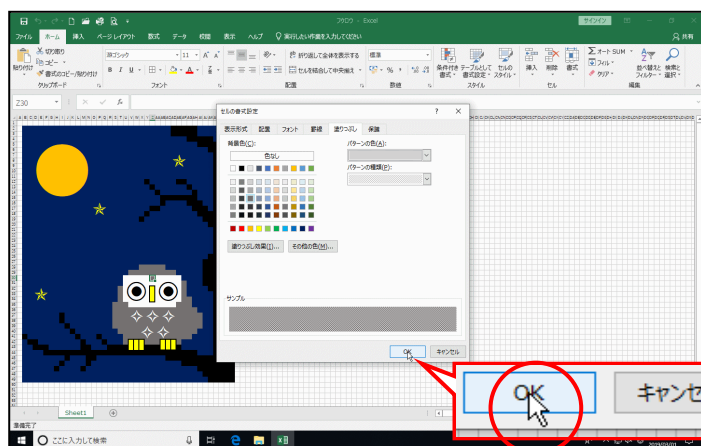 フクロウ - Excel
サインイン
ファイル ホーム 挿入 ページ レイアウト 数式 データ 校閲 表示 ヘルプ 実行したい作業を入力してください 共有
切り取り
コピー
書式のコピー/貼り付け
貼り付け
クリップボード
游ゴシック 11
B I U
フォント
折り返して全体を表示する
セルを結合して中央揃え
配置
標準
数値
条件付き書式 テーブルとして書式設定 セルのスタイル
スタイル
挿入 削除 書式
セル
オート SUM
フィル
クリア
並べ替えとフィルター 検索と選択
編集
Z30
セルの書式設定 ? ×
表示形式 配置 フォント 罫線 塗りつぶし 保護
背景色(C):
色なし
パターンの色(A):
パターンの種類(P):
塗りつぶし効果(I)... その他の色(M)...
サンプル
OK キャンセル
OK キャンセ
Sheet1
準備完了
ここに入力して検索
2019/03/01